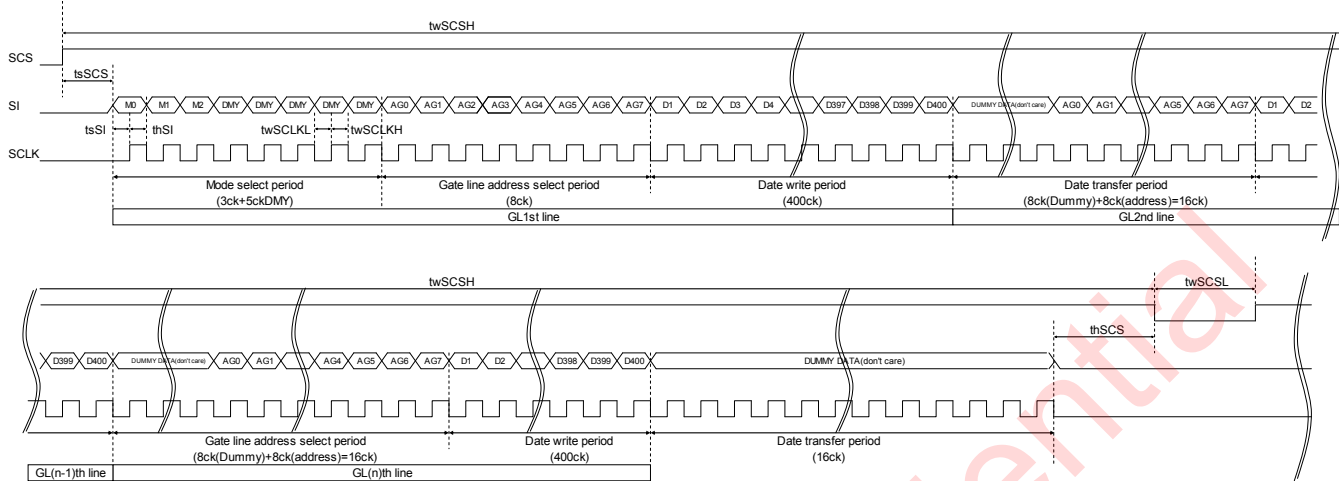 twSCSH
SCS
tsSCS
SI M0 M1 M2 DMY DMY DMY DMY DMY AG0 AG1 AG2 AG3 AG4 AG5 AG6 AG7 D1 D2 D3 D4 D397 D398 D399 D400 DUMMY DATA(don't care) AG0 AG1 AG5 AG6 AG7 D1 D2
tsSI thSI twSCLKL twSCLKH
SCLK
Mode select period Gate line address select period Date write period Date transfer period
(3ck+5ckDMY) (8ck) (400ck) (8ck(Dummy)+8ck(address)=16ck)
GL1st line GL2nd line
twSCSH twSCSL
thSCS
D399 D400 DUMMY DATA(don't care) AG0 AG1 AG4 AG5 AG6 AG7 D1 D2 D398 D399 D400 DUMMY DATA(don't care)
Gate line address select period Date write period Date transfer period
(8ck(Dummy)+8ck(address)=16ck) (400ck) (16ck)
GL(n-1)th line GL(n)th line
ential